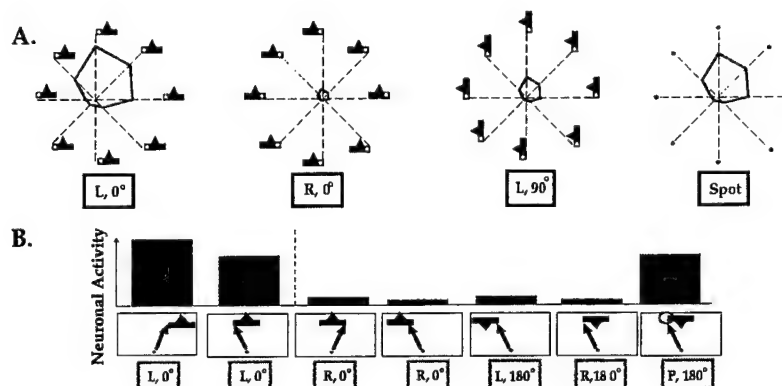 A.
L, 0°
R, 0°
L, 90°
Spot
B.
Neuronal Activity
L, 0°
L, 0°
R, 0°
R, 0°
L, 180°
R, 180°
P, 180°